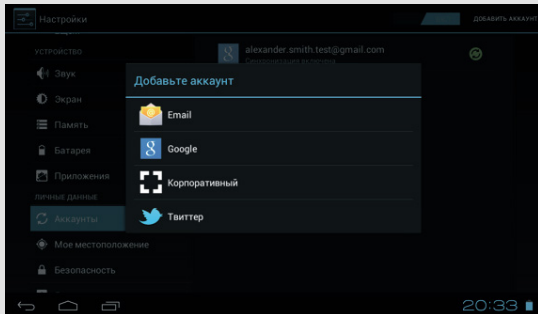 Настройки
ДОБАВИТЬ АККАУНТ
УСТРОЙСТВО
alexander.smith.test@gmail.com
Синхронизация включена
Звук
Добавьте аккаунт
Экран
Email
Память
Google
Батарея
Корпоративный
Приложения
ЛИЧНЫЕ ДАННЫЕ
Твиттер
Аккаунты
Мое местоположение
Безопасность
20:33